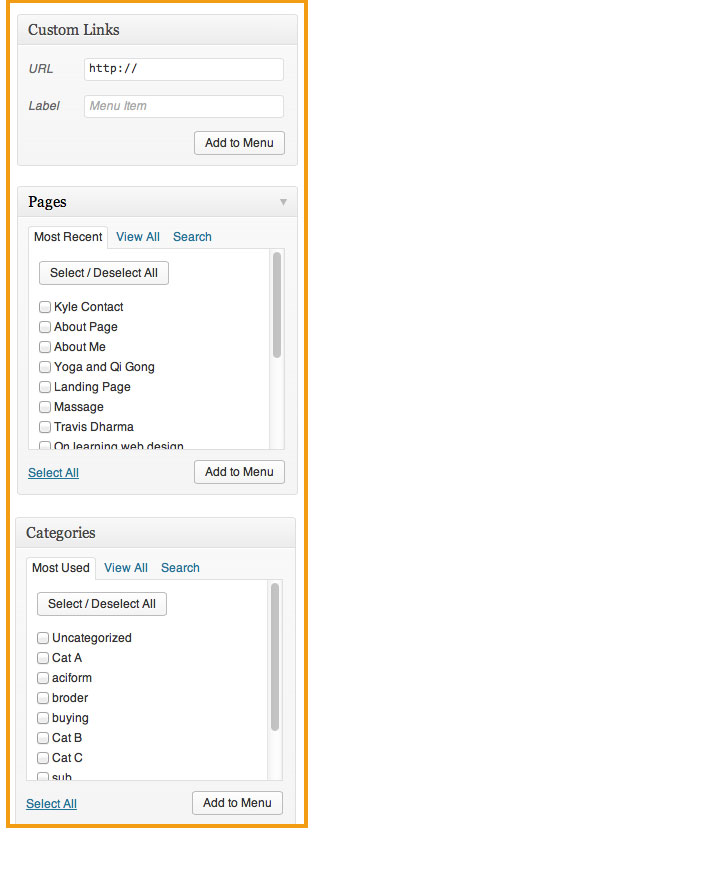 Custom Links
URL http://
Label Menu Item
Add to Menu
Pages
Most Recent View All Search
Select / Deselect All
Kyle Contact
About Page
About Me
Yoga and Qi Gong
Landing Page
Massage
Travis Dharma
On learning web design
Select All Add to Menu
Categories
Most Used View All Search
Select / Deselect All
Uncategorized
Cat A
aciform
broder
buying
Cat B
Cat C
sub
Select All Add to Menu